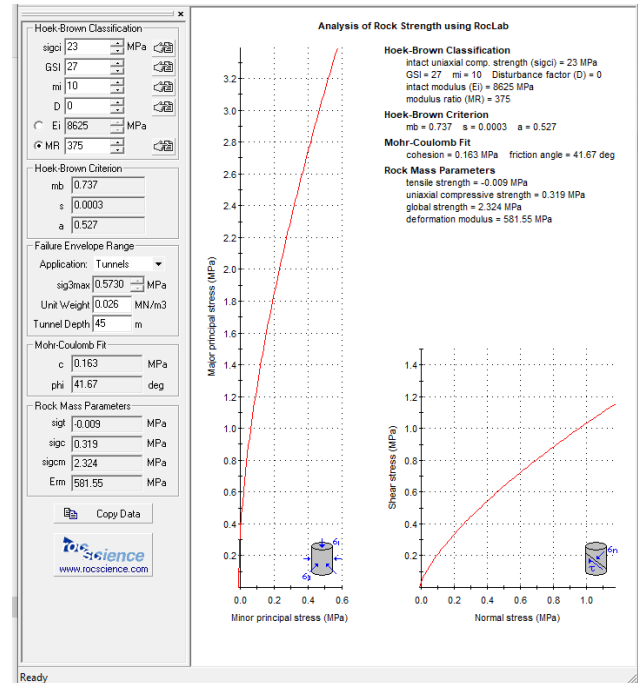 Hoek-Brown Classification
sigci 23 MPa
GSI 27
mi 10
D 0
Ei 8625 MPa
MR 375
Hoek-Brown Criterion
mb 0.737
s 0.0003
a 0.527
Failure Envelope Range
Application: Tunnels
sig3max 0.5730 MPa
Unit Weight 0.026 MN/m3
Tunnel Depth 45 m
Mohr-Coulomb Fit
c 0.163 MPa
phi 41.67 deg
Rock Mass Parameters
sigt -0.009 MPa
sigc 0.319 MPa
sigcm 2.324 MPa
Erm 581.55 MPa
Copy Data
rocscience
www.rocscience.com
Ready
Analysis of Rock Strength using RocLab
Hoek-Brown Classification
intact uniaxial comp. strength (sigci) = 23 MPa
GSI = 27 mi = 10 Disturbance factor (D) = 0
intact modulus (Ei) = 8625 MPa
modulus ratio (MR) = 375
Hoek-Brown Criterion
mb = 0.737 s = 0.0003 a = 0.527
Mohr-Coulomb Fit
cohesion = 0.163 MPa friction angle = 41.67 deg
Rock Mass Parameters
tensile strength = -0.009 MPa
uniaxial compressive strength = 0.319 MPa
global strength = 2.324 MPa
deformation modulus = 581.55 MPa
Major principal stress (MPa)
3.2
3.0
2.8
2.6
2.4
2.2
2.0
1.8
1.6
1.4
1.2
1.0
0.8
0.6
0.4
0.2
0.0 0.2 0.4 0.6
Minor principal stress (MPa)
σ1
σ3
Shear stress (MPa)
1.4
1.2
1.0
0.8
0.6
0.4
0.2
0.0 0.2 0.4 0.6 0.8 1.0
Normal stress (MPa)
σn
τ